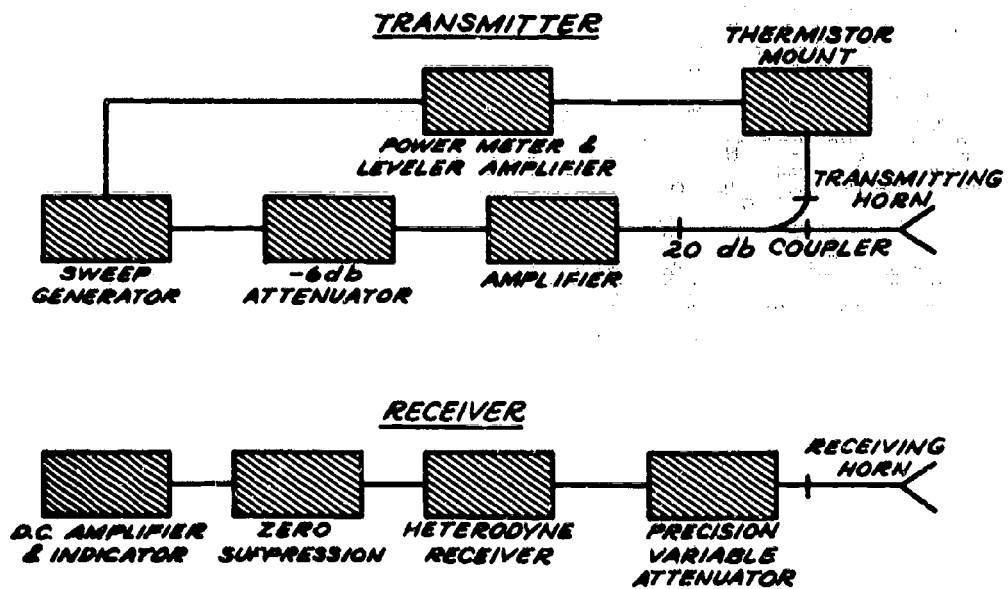 TRANSMITTER
THERMISTOR
MOUNT
POWER METER &
LEVELER AMPLIFIER
TRANSMITTING
HORN
SWEEP
GENERATOR
-6db
ATTENUATOR
AMPLIFIER
20 db COUPLER
RECEIVER
RECEIVING
HORN
D.C. AMPLIFIER
& INDICATOR
ZERO
SUPPRESSION
HETERODYNE
RECEIVER
PRECISION
VARIABLE
ATTENUATOR